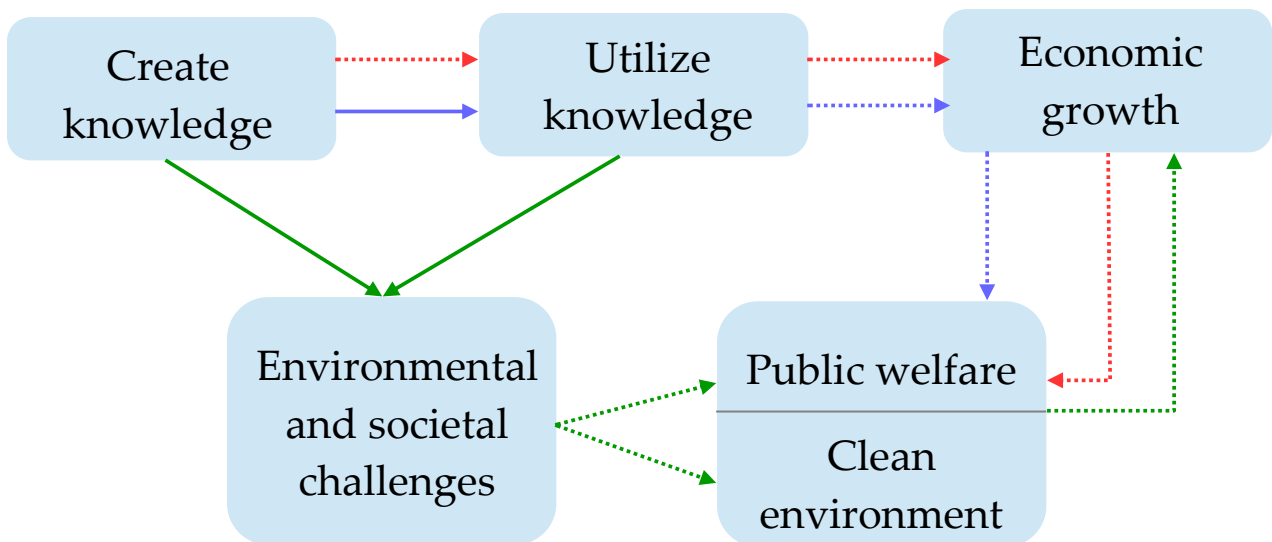 Create
knowledge
Utilize
knowledge
Economic
growth
Environmental
and societal
challenges
Public welfare
Clean
environment